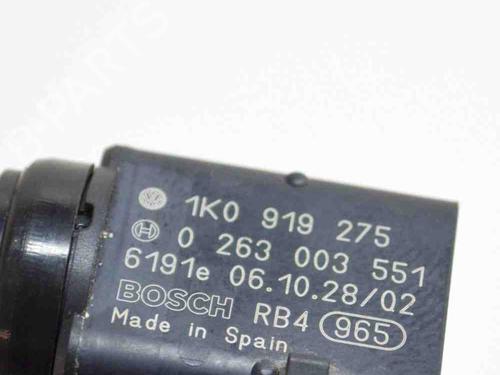 1K0 919 275
0 263 003 551
6191e 06.10.28/02
BOSCH RB4 965
Made in Spain